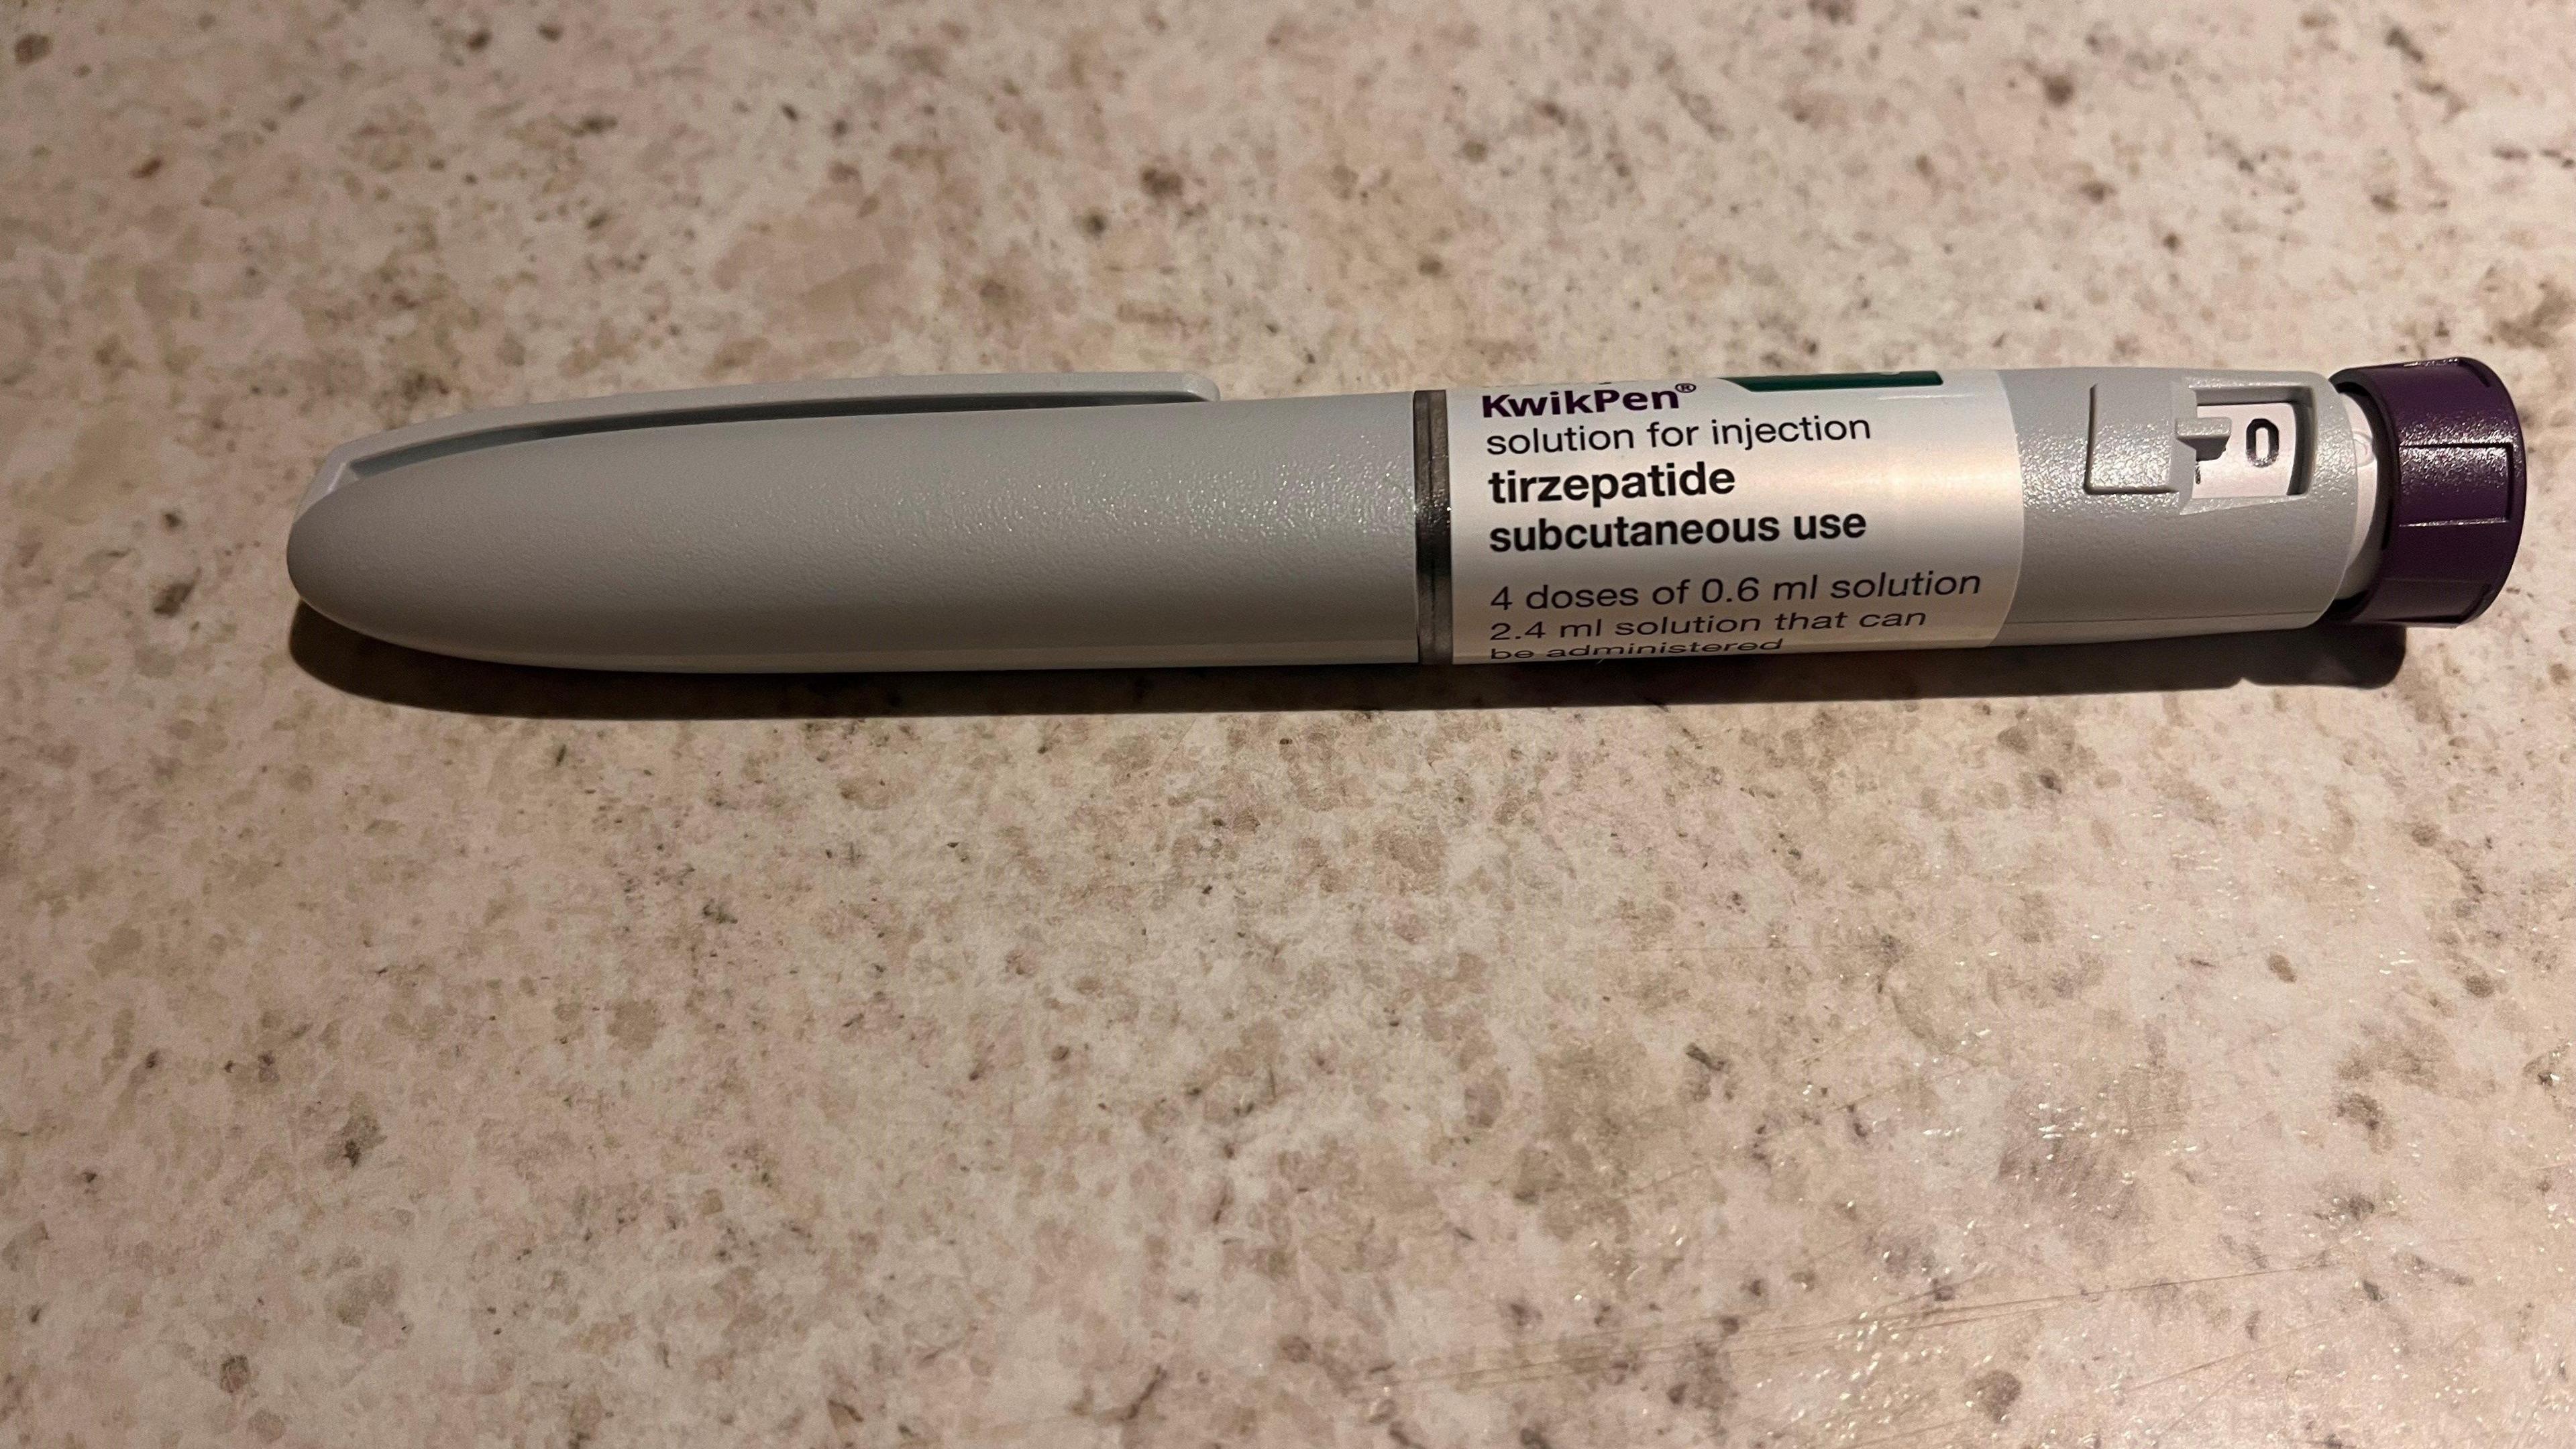 KwikPen®
solution for injection
tirzepatide
subcutaneous use
4 doses of 0.6 ml solution
2.4 ml solution that can
be administered
0